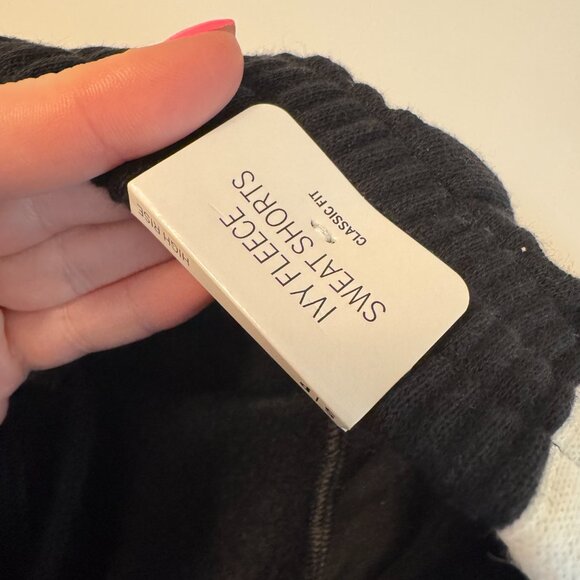 IVY FLEECE
SWEAT SHORTS
CLASSIC FIT
HIGH RISE